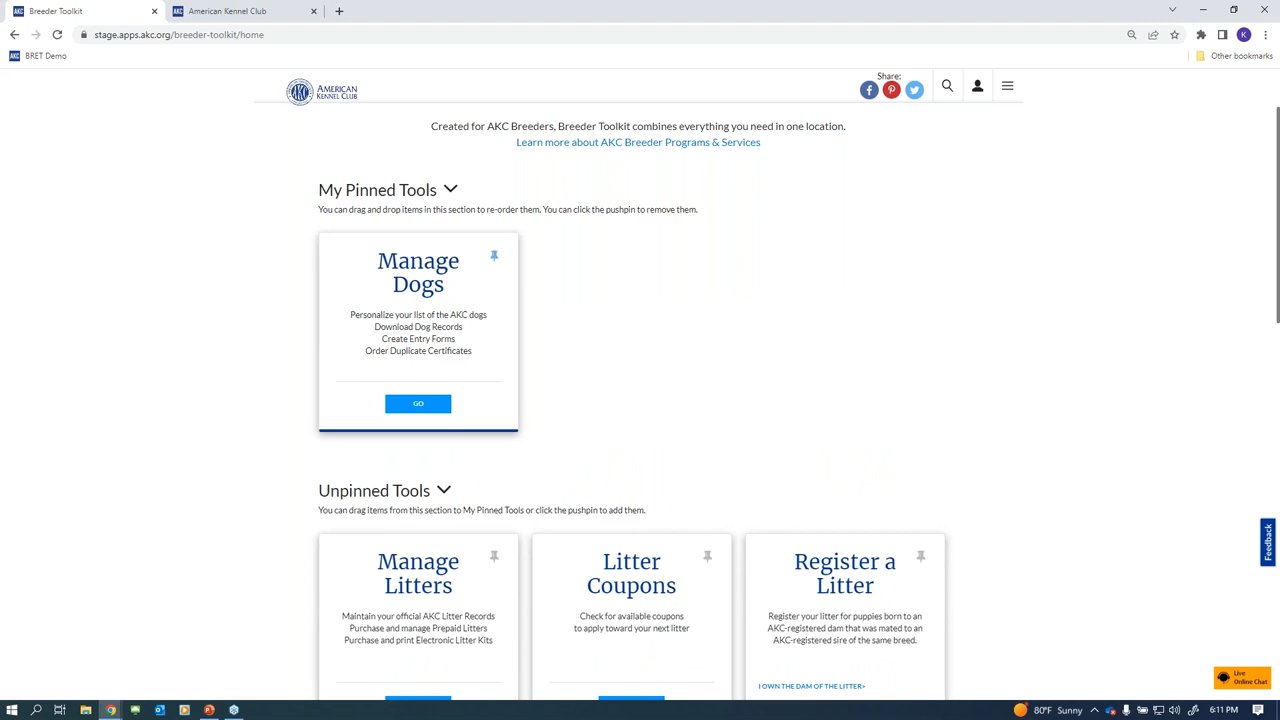 AKC Breeder Toolkit
AKC American Kennel Club
stage.apps.akc.org/breeder-toolkit/home
K
AKC BRET Demo
Other bookmarks
AKC AMERICAN
KENNEL CLUB
Share:
Created for AKC Breeders, Breeder Toolkit combines everything you need in one location.
Learn more about AKC Breeder Programs & Services
My Pinned Tools
You can drag and drop items in this section to re-order them. You can click the pushpin to remove them.
Manage
Dogs
Personalize your list of the AKC dogs
Download Dog Records
Create Entry Forms
Order Duplicate Certificates
GO
Unpinned Tools
You can drag items from this section to My Pinned Tools or click the pushpin to add them.
Manage
Litters
Maintain your official AKC Litter Records
Purchase and manage Prepaid Litters
Purchase and print Electronic Litter Kits
Litter
Coupons
Check for available coupons
to apply toward your next litter
Register a
Litter
Register your litter for puppies born to an
AKC-registered dam that was mated to an
AKC-registered sire of the same breed.
I OWN THE DAM OF THE LITTER>
Feedback
Live
Online Chat
80°F Sunny
6:11 PM